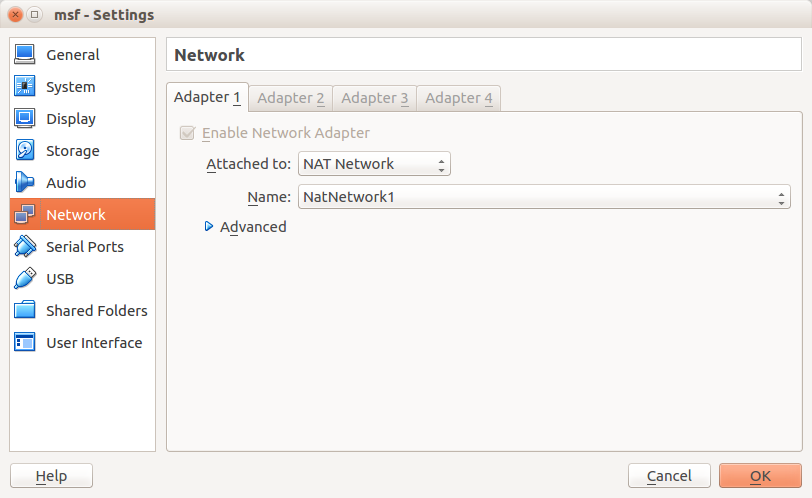 msf - Settings
General
System
Display
Storage
Audio
Network
Serial Ports
USB
Shared Folders
User Interface
Network
Adapter 1 Adapter 2 Adapter 3 Adapter 4
Enable Network Adapter
Attached to: NAT Network
Name: NatNetwork1
Advanced
Help Cancel OK